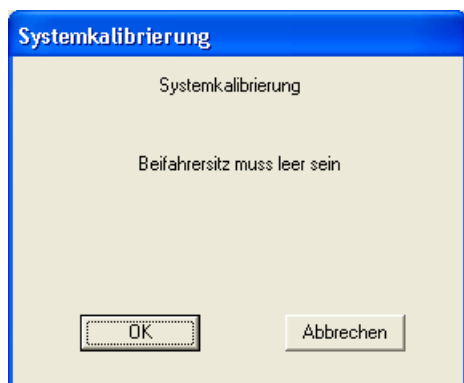 Systemkalibrierung
Systemkalibrierung
Beifahrersitz muss leer sein
OK
Abbrechen